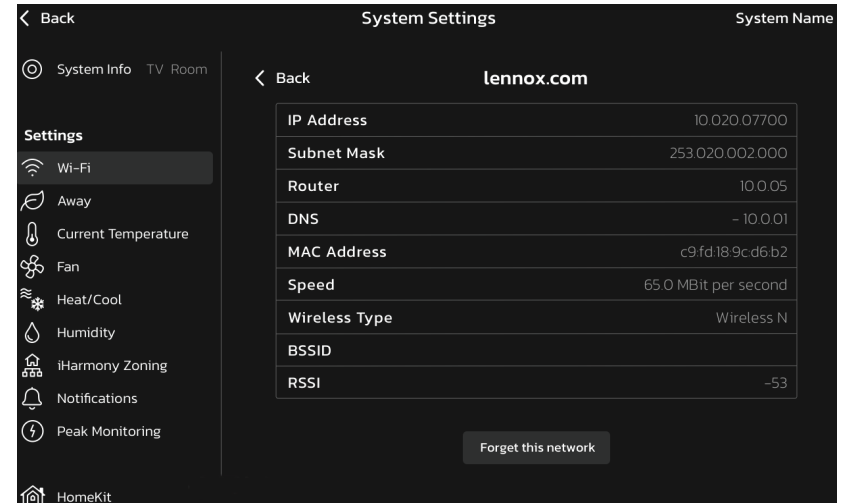 Back
System Settings
System Name
System Info TV Room
Settings
Wi-Fi
Away
Current Temperature
Fan
Heat/Cool
Humidity
iHarmony Zoning
Notifications
Peak Monitoring
HomeKit
Back
lennox.com
IP Address 10.020.07700
Subnet Mask 253.020.002.000
Router 10.0.05
DNS - 10.0.01
MAC Address c9:fd:18:9c:d6:b2
Speed 65.0 MBit per second
Wireless Type Wireless N
BSSID
RSSI -53
Forget this network